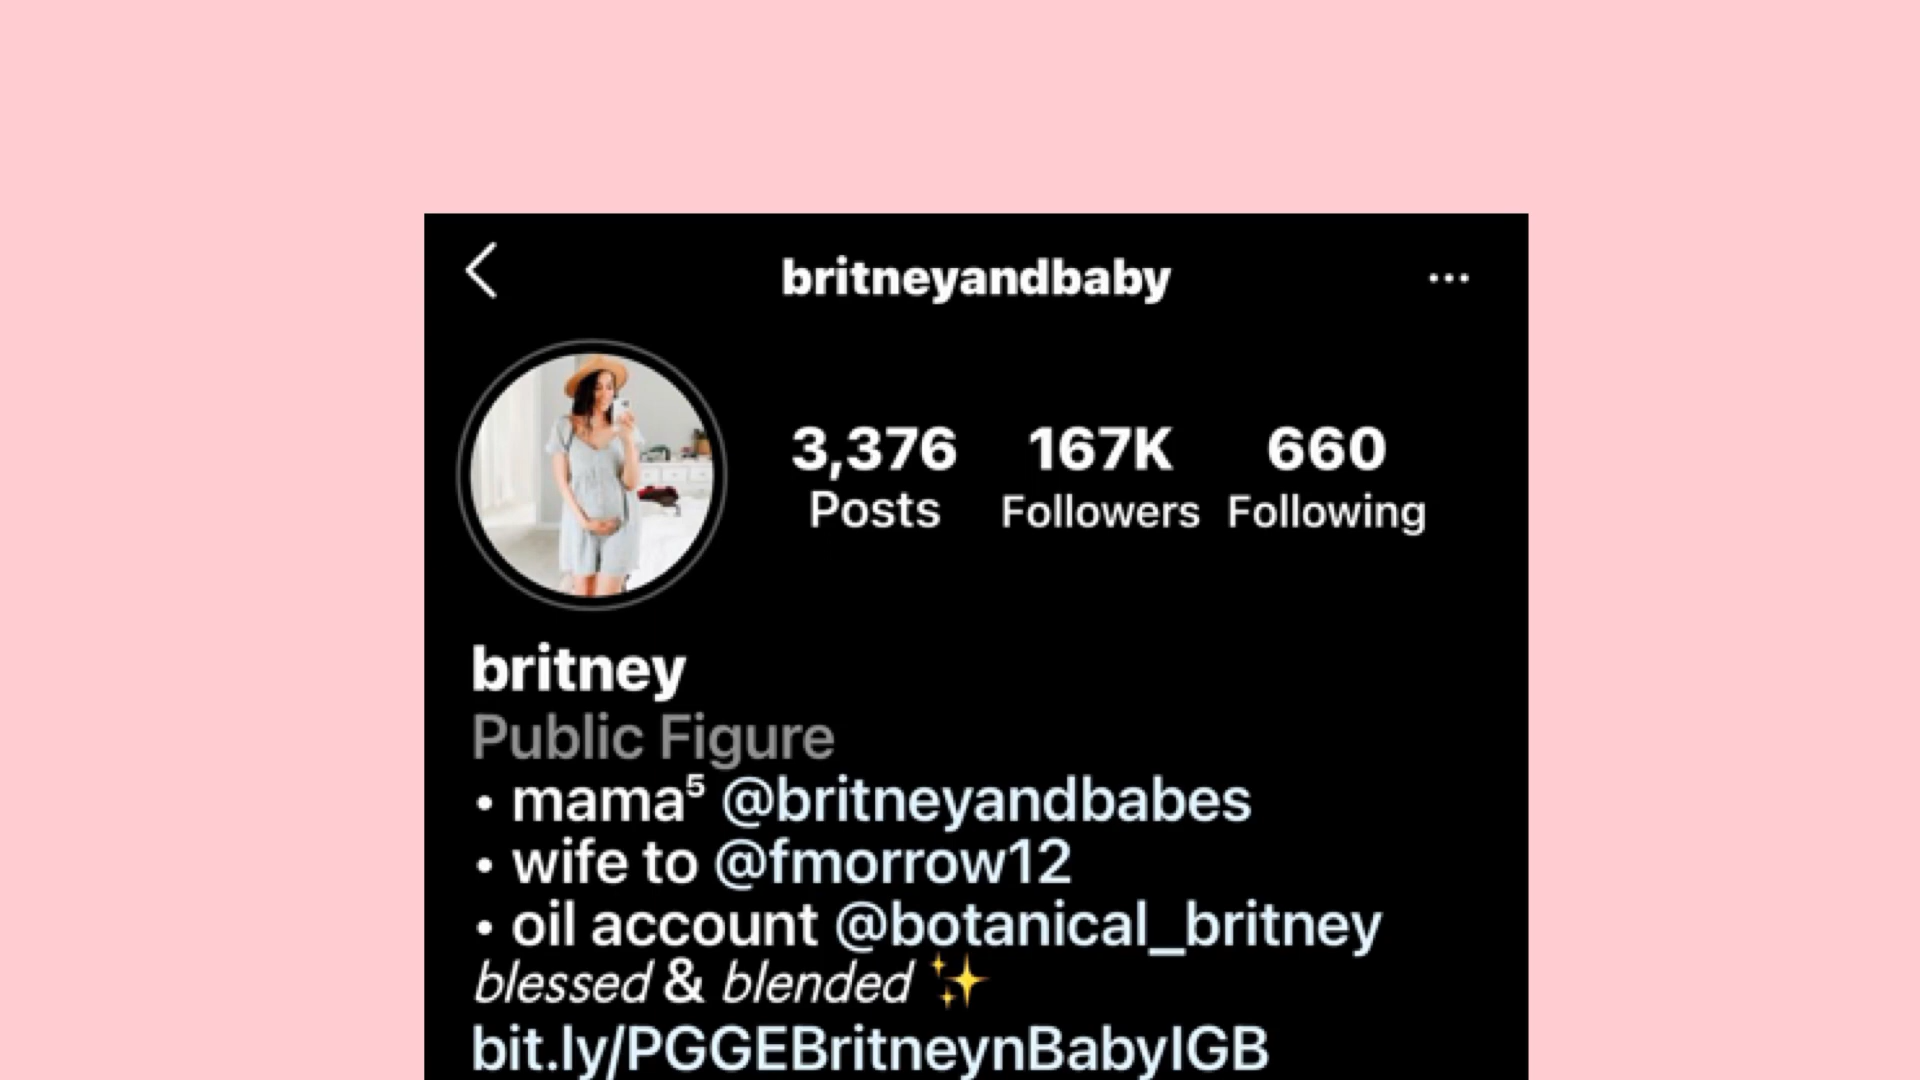 britneyandbaby
3,376 167K 660
Posts Followers Following
britney
Public Figure
• mama⁵ @britneyandbabes
• wife to @fmorrow12
• oil account @botanical_britney
blessed & blended ✨
bit.ly/PGGEBritneynBabyIGB